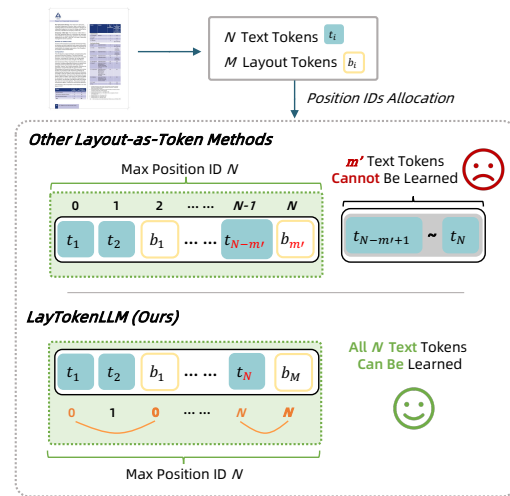 N Text Tokens t_i
M Layout Tokens b_i
Position IDs Allocation
Other Layout-as-Token Methods
Max Position ID N
m′ Text Tokens
Cannot Be Learned
0 1 2 ... ... N-1 N
t_1 t_2 b_1 ... ... t_{N-m′} b_{m′}
t_{N-m′+1} ~ t_N
LayTokenLLM (Ours)
t_1 t_2 b_1 ... ... t_N b_M
0 1 0 ... ... N N
Max Position ID N
All N Text Tokens
Can Be Learned